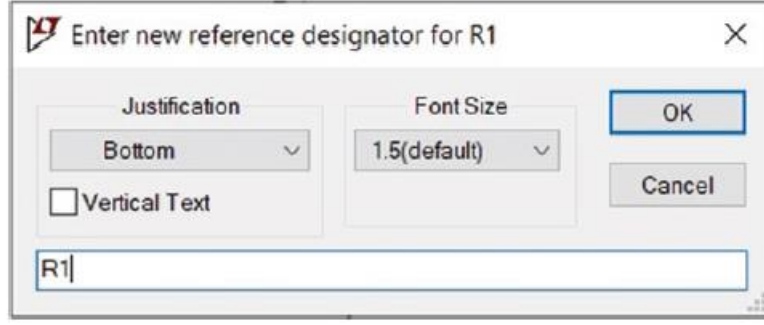 Enter new reference designator for R1
Justification
Font Size
OK
Bottom
1.5(default)
Cancel
Vertical Text
R1